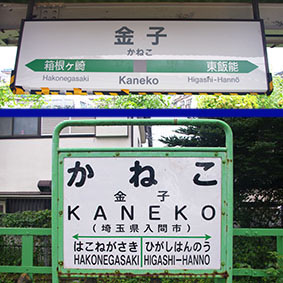 金子
かねこ
箱根ヶ崎 Kaneko 東飯能
Hakonegasaki Higashi-Hannō
かねこ
金子
KANEKO
(埼玉県入間市)
はこねがさき ひがしはんのう
HAKONEGASAKI HIGASHI-HANNO